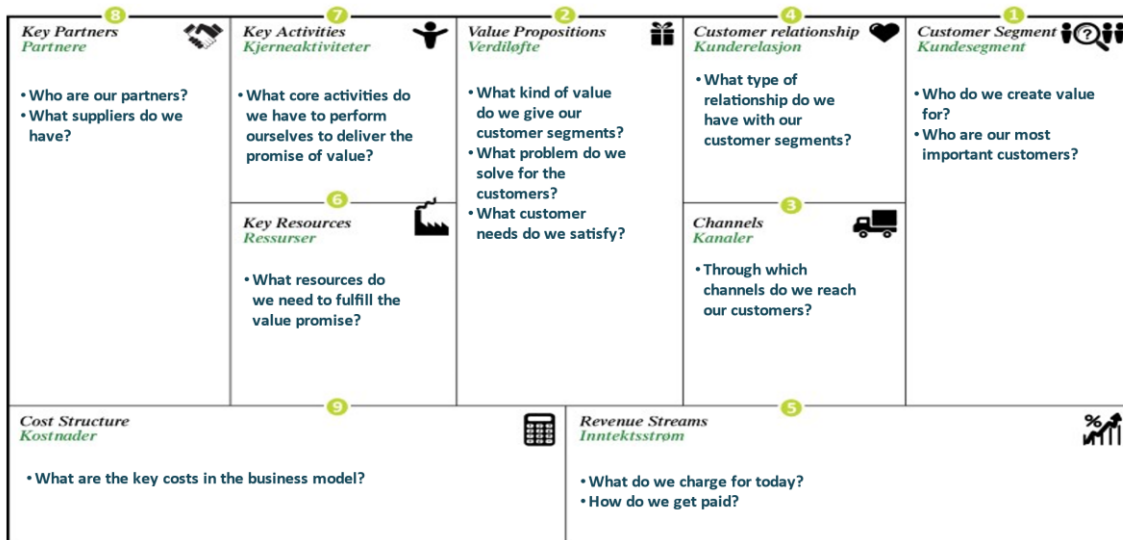 8
Key Partners
Partnere
• Who are our partners?
• What suppliers do we
have?
7
Key Activities
Kjerneaktiviteter
• What core activities do
we have to perform
ourselves to deliver the
promise of value?
6
Key Resources
Ressurser
• What resources do
we need to fulfill the
value promise?
2
Value Propositions
Verdiløfte
• What kind of value
do we give our
customer segments?
• What problem do we
solve for the
customers?
• What customer
needs do we satisfy?
4
Customer relationship
Kunderelasjon
• What type of
relationship do we
have with our
customer segments?
3
Channels
Kanaler
• Through which
channels do we reach
our customers?
1
Customer Segment
Kundesegment
?
• Who do we create value
for?
• Who are our most
important customers?
9
Cost Structure
Kostnader
• What are the key costs in the business model?
5
Revenue Streams
Inntektsstrøm
%
• What do we charge for today?
• How do we get paid?